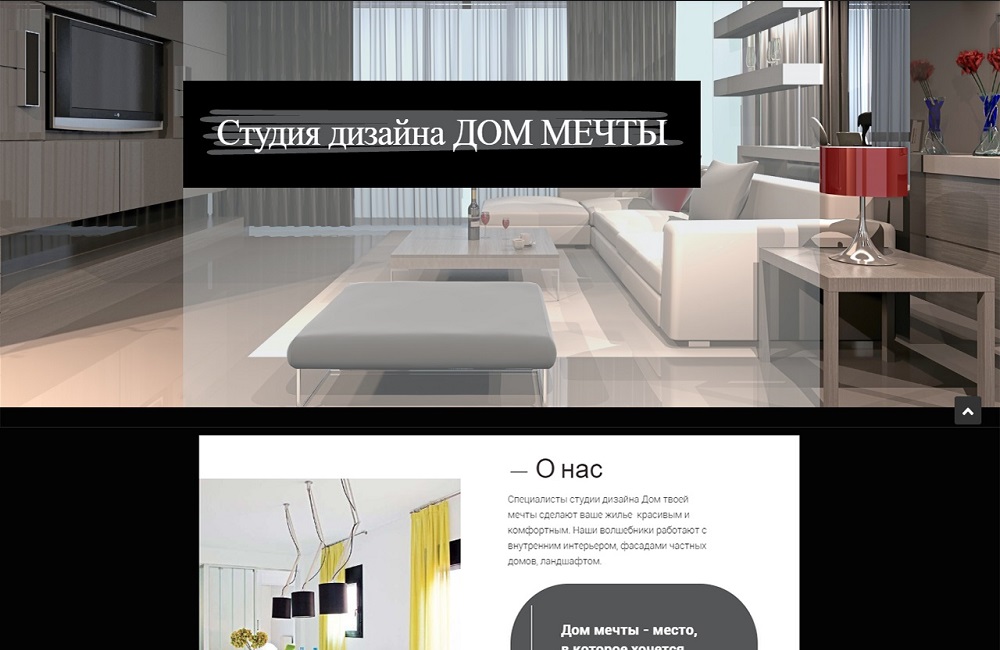 Студия дизайна ДОМ МЕЧТЫ
— О нас
Специалисты студии дизайна Дом твоей
мечты сделают ваше жилье красивым и
комфортным. Наши волшебники работают с
внутренним интерьером, фасадами частных
домов, ландшафтом.
Дом мечты - место,
в которое хочется